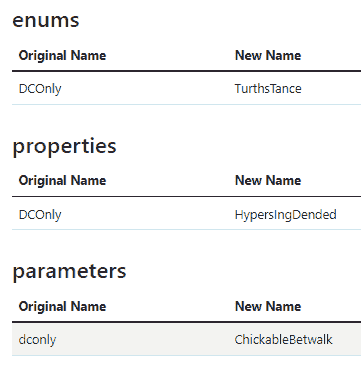 enums
Original Name New Name
DCOnly TurthsTance
properties
Original Name New Name
DCOnly HypersIngDended
parameters
Original Name New Name
dconly ChickableBetwalk